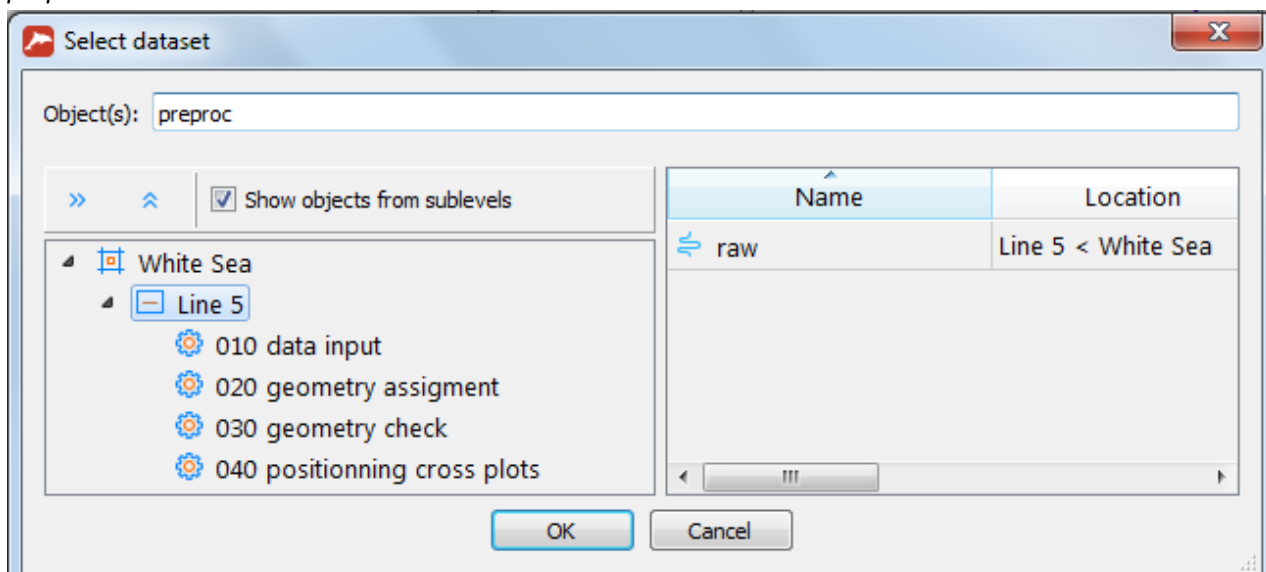 Select dataset
Object(s): preproc
Show objects from sublevels
Name Location
raw Line 5 < White Sea
White Sea
Line 5
010 data input
020 geometry assigment
030 geometry check
040 positionning cross plots
OK Cancel